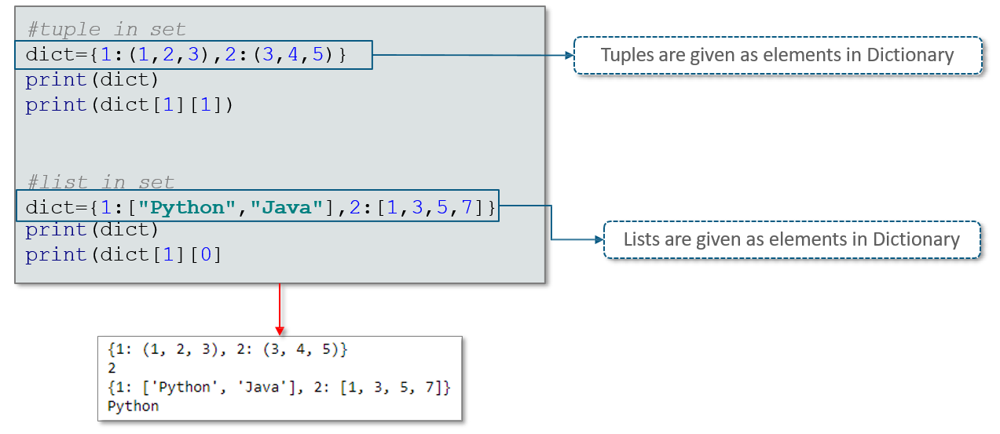 #tuple in set
dict={1:(1,2,3),2:(3,4,5)}
print(dict)
print(dict[1][1])
Tuples are given as elements in Dictionary
#list in set
dict={1:["Python","Java"],2:[1,3,5,7]}
print(dict)
print(dict[1][0]
Lists are given as elements in Dictionary
{1: (1, 2, 3), 2: (3, 4, 5)}
2
{1: ['Python', 'Java'], 2: [1, 3, 5, 7]}
Python